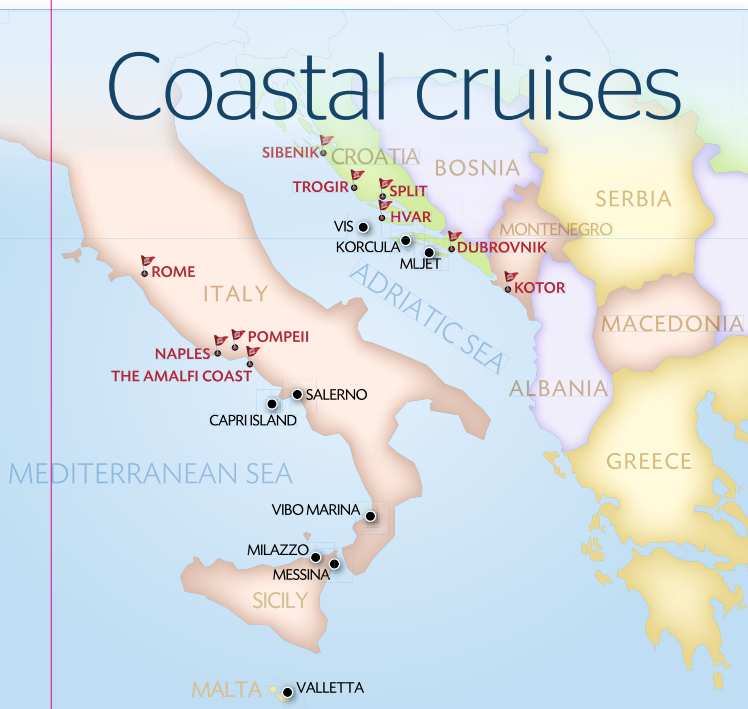 Coastal cruises
SIBENIK
CROATIA
BOSNIA
TROGIR
SPLIT
SERBIA
HVAR
VIS
MONTENEGRO
KORCULA
DUBROVNIK
MLJET
ROME
ITALY
KOTOR
ADRIATIC SEA
MACEDONIA
POMPEII
NAPLES
THE AMALFI COAST
ALBANIA
SALERNO
CAPRI ISLAND
GREECE
MEDITERRANEAN SEA
VIBO MARINA
MILAZZO
MESSINA
SICILY
MALTA
VALLETTA